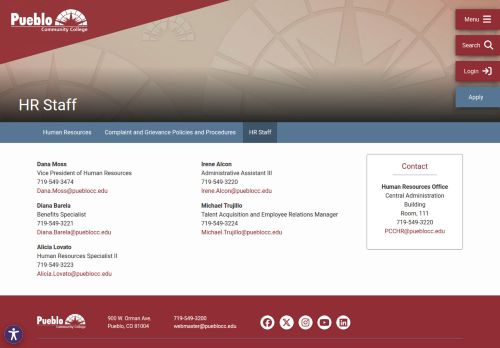 Pueblo
Community College
Menu
Search
Login
Apply
HR Staff
Human Resources
Complaint and Grievance Policies and Procedures
HR Staff
Dana Moss
Vice President of Human Resources
719-549-3474
Dana.Moss@pueblocc.edu
Diana Barela
Benefits Specialist
719-549-3221
Diana.Barela@pueblocc.edu
Alicia Lovato
Human Resources Specialist II
719-549-3223
Alicia.Lovato@pueblocc.edu
Irene Alcon
Administrative Assistant III
719-549-3220
Irene.Alcon@pueblocc.edu
Michael Trujillo
Talent Acquisition and Employee Relations Manager
719-549-3224
Michael.Trujillo@pueblocc.edu
Contact
Human Resources Office
Central Administration
Building
Room, 111
719-549-3220
PCCHR@pueblocc.edu
Pueblo
Community College
900 W. Orman Ave.
Pueblo, CO 81004
719-549-3200
webmaster@pueblocc.edu